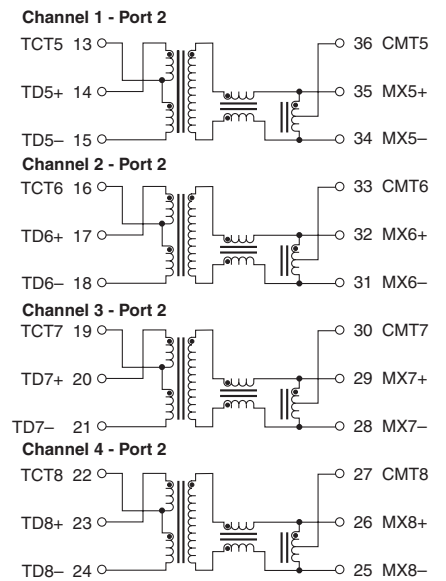 Channel 1 - Port 2
TCT5 13 36 CMT5
TD5+ 14 35 MX5+
TD5– 15 34 MX5–
Channel 2 - Port 2
TCT6 16 33 CMT6
TD6+ 17 32 MX6+
TD6– 18 31 MX6–
Channel 3 - Port 2
TCT7 19 30 CMT7
TD7+ 20 29 MX7+
TD7– 21 28 MX7–
Channel 4 - Port 2
TCT8 22 27 CMT8
TD8+ 23 26 MX8+
TD8– 24 25 MX8–